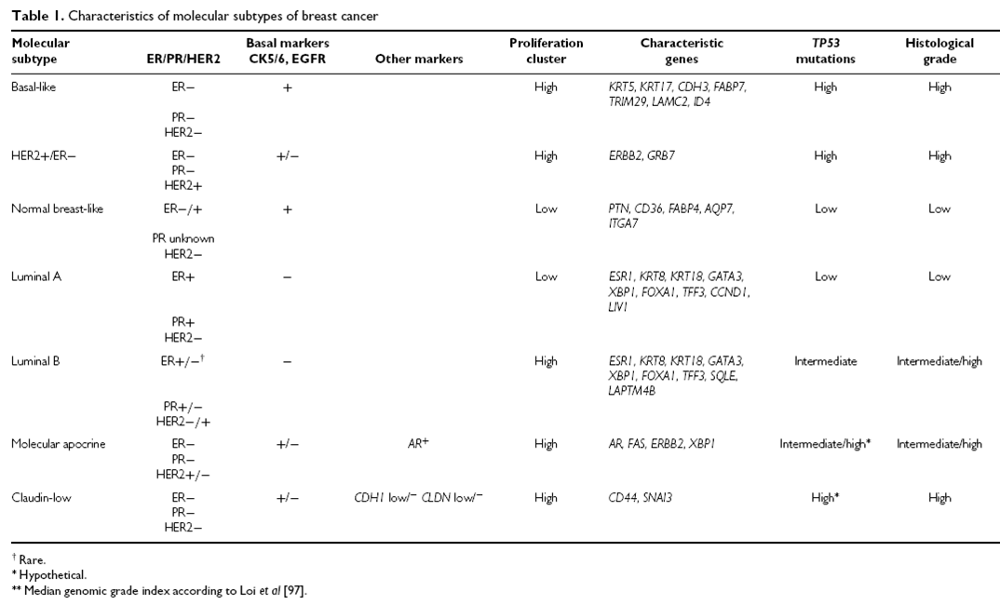 Table 1. Characteristics of molecular subtypes of breast cancer
Molecular subtype ER/PR/HER2 Basal markers CK5/6, EGFR Other markers Proliferation cluster Characteristic genes TP53 mutations Histological grade
Basal-like ER− + High KRT5, KRT17, CDH3, FABP7, High High
TRIM29, LAMC2, ID4
PR−
HER2−
HER2+/ER− ER− +/− High ERBB2, GRB7 High High
PR−
HER2+
Normal breast-like ER−/+ + Low PTN, CD36, FABP4, AQP7, Low Low
ITGA7
PR unknown
HER2−
Luminal A ER+ − Low ESR1, KRT8, KRT18, GATA3, Low Low
XBP1, FOXA1, TFF3, CCND1,
LIV1
PR+
HER2−
Luminal B ER+/−† − High ESR1, KRT8, KRT18, GATA3, Intermediate Intermediate/high
XBP1, FOXA1, TFF3, SQLE,
LAPTM4B
PR+/−
HER2−/+
Molecular apocrine ER− +/− AR+ High AR, FAS, ERBB2, XBP1 Intermediate/high* Intermediate/high
PR−
HER2+/−
Claudin-low ER− +/− CDH1 low/− CLDN low/− High CD44, SNAI3 High* High
PR−
HER2−
† Rare.
* Hypothetical.
** Median genomic grade index according to Loi et al [97].